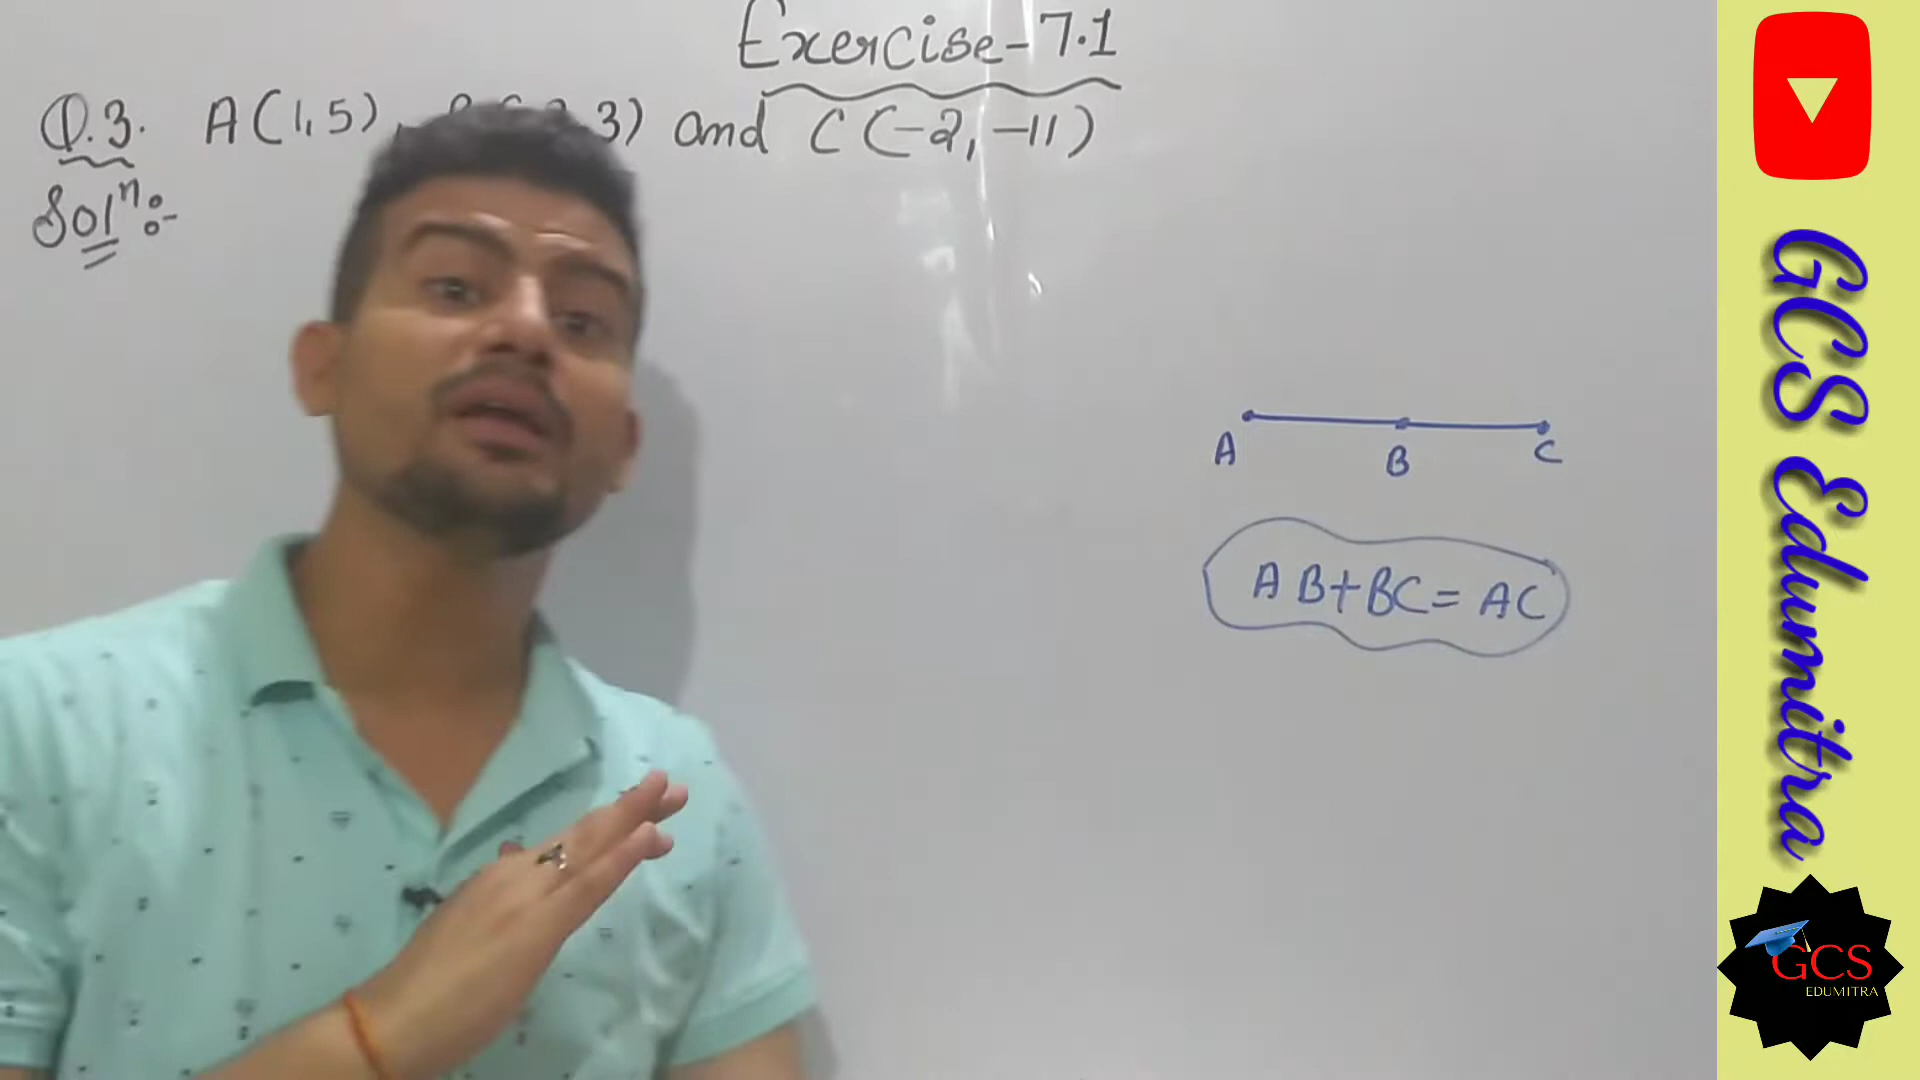 Exercise-7.1
Q.3. A(1,5), 3) and C(-2,-11)
Solⁿ:-
A B C
AB+BC=AC
GCS Edumitra
GCS
EDUMITRA